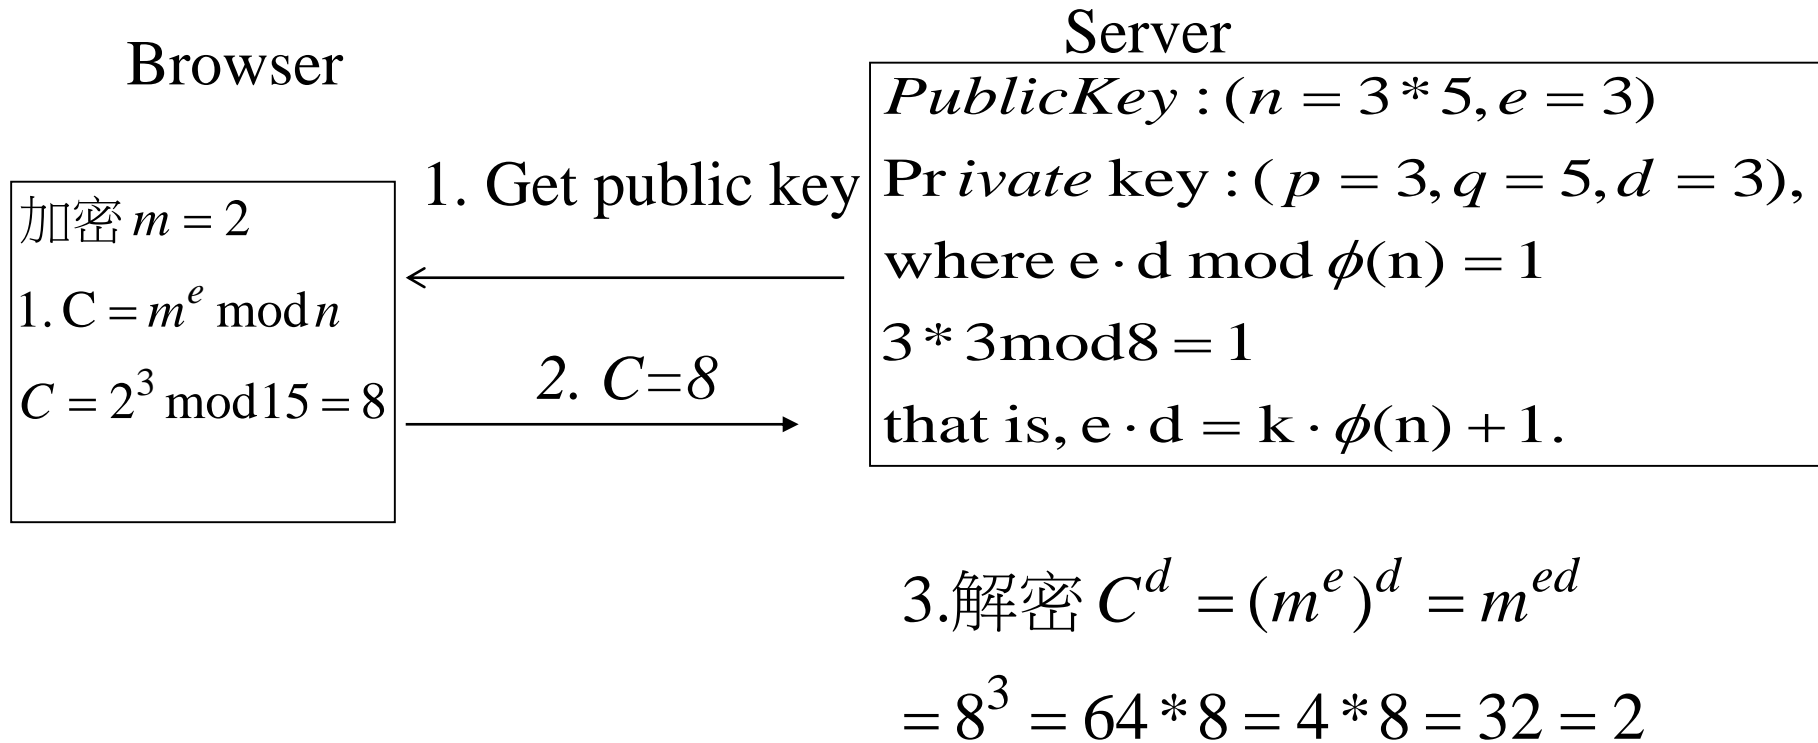 Browser
Server
PublicKey : (n = 3 * 5, e = 3)
Private key : ( p = 3, q = 5, d = 3),
where e · d mod ϕ(n) = 1
3 * 3mod8 = 1
that is, e · d = k · ϕ(n) + 1.
1. Get public key
加密 m = 2
1. C = m^e mod n
C = 2^3 mod15 = 8
2. C=8
3.解密 C^d = (m^e)^d = m^{ed}
= 8^3 = 64 * 8 = 4 * 8 = 32 = 2